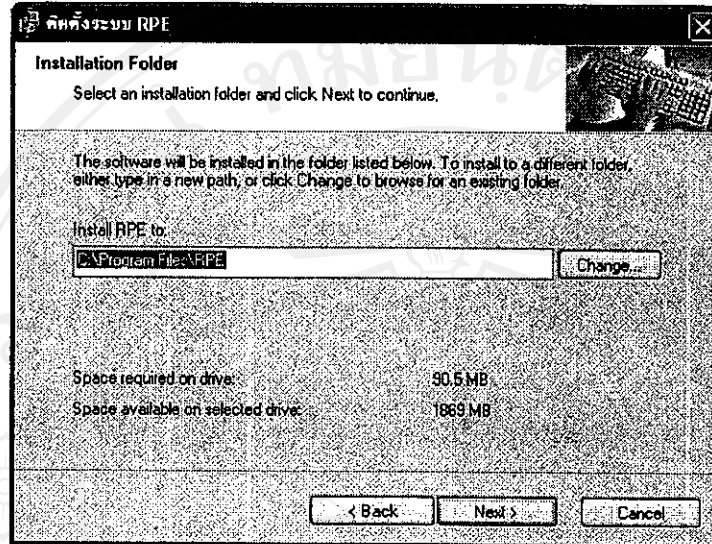 ติดตั้งระบบ RPE
Installation Folder
Select an installation folder and click Next to continue.
The software will be installed in the folder listed below. To install to a different folder,
either type in a new path, or click Change to browse for an existing folder.
Install RPE to:
C:\Program Files\RPE
Change...
Space required on drive: 90.5 MB
Space available on selected drive: 1869 MB
< Back Next > Cancel